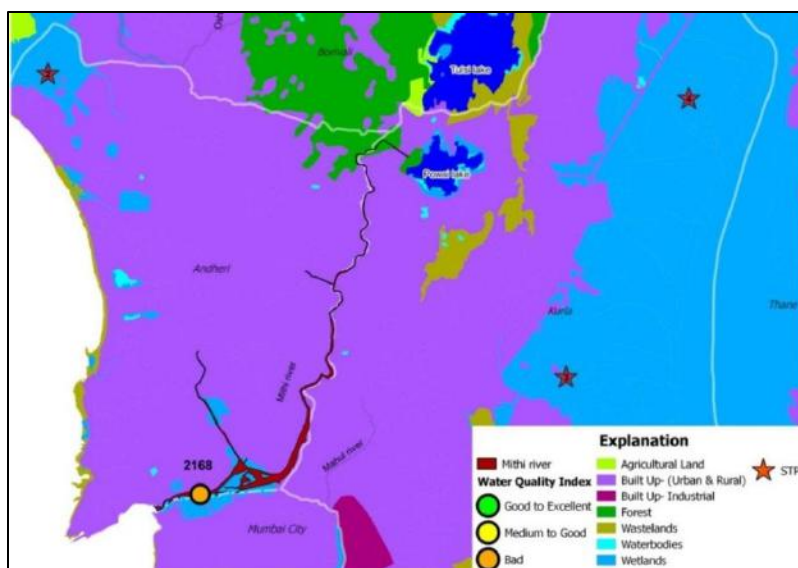 Borivali
Tulsi lake
Powai lake
Andheri
Kurla
Thane
Mithi river
Mahul river
2168
Mumbai City
4
3
Explanation
Mithi river
Water Quality Index
Good to Excellent
Medium to Good
Bad
Agricultural Land
Built Up- (Urban & Rural)
Built Up- Industrial
Forest
Wastelands
Waterbodies
Wetlands
STP